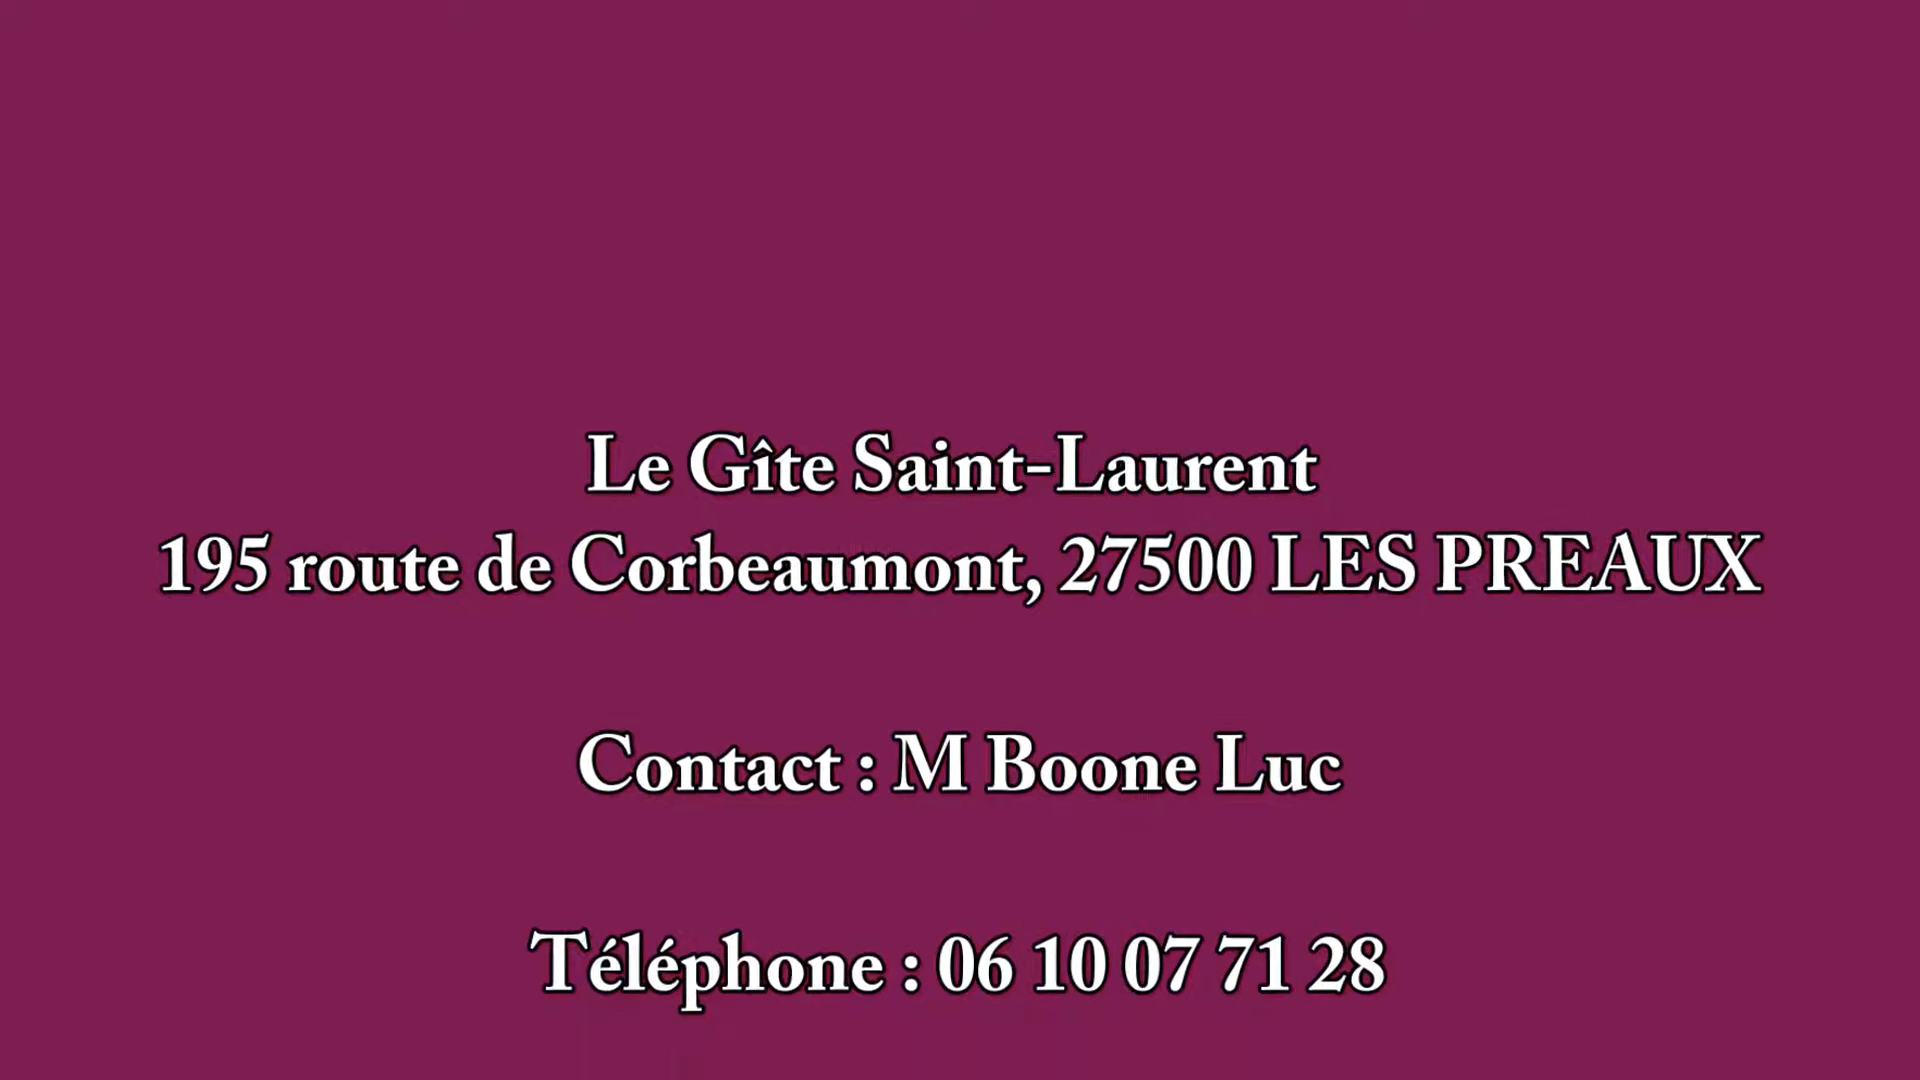 Le Gîte Saint-Laurent
195 route de Corbeaumont, 27500 LES PREAUX
Contact : M Boone Luc
Téléphone : 06 10 07 71 28